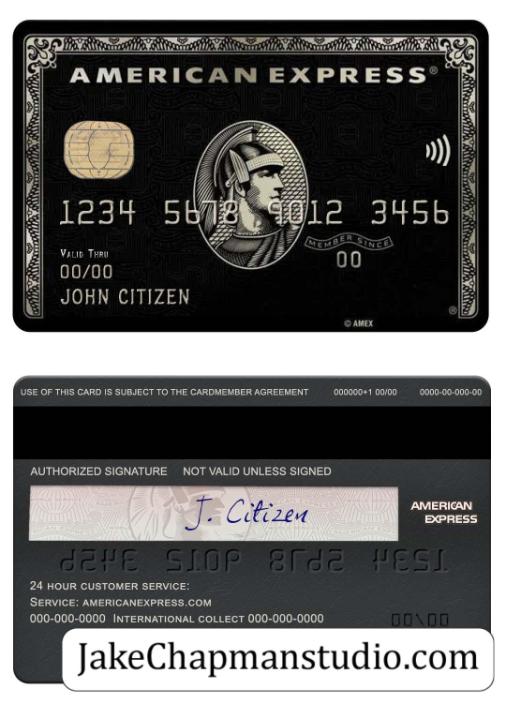 AMERICAN EXPRESS®
1234 5678 9012 3456
MEMBER SINCE
VALID THRU
00/00
00
JOHN CITIZEN
®
© AMEX
USE OF THIS CARD IS SUBJECT TO THE CARDMEMBER AGREEMENT 000000+1 00/00 0000-00-000-00
AUTHORIZED SIGNATURE NOT VALID UNLESS SIGNED
J. Citizen
AMERICAN
EXPRESS
1234 5678 9012 3456
24 HOUR CUSTOMER SERVICE:
SERVICE: AMERICANEXPRESS.COM
000-000-0000 INTERNATIONAL COLLECT 000-000-0000
00/00
JakeChapmanstudio.com